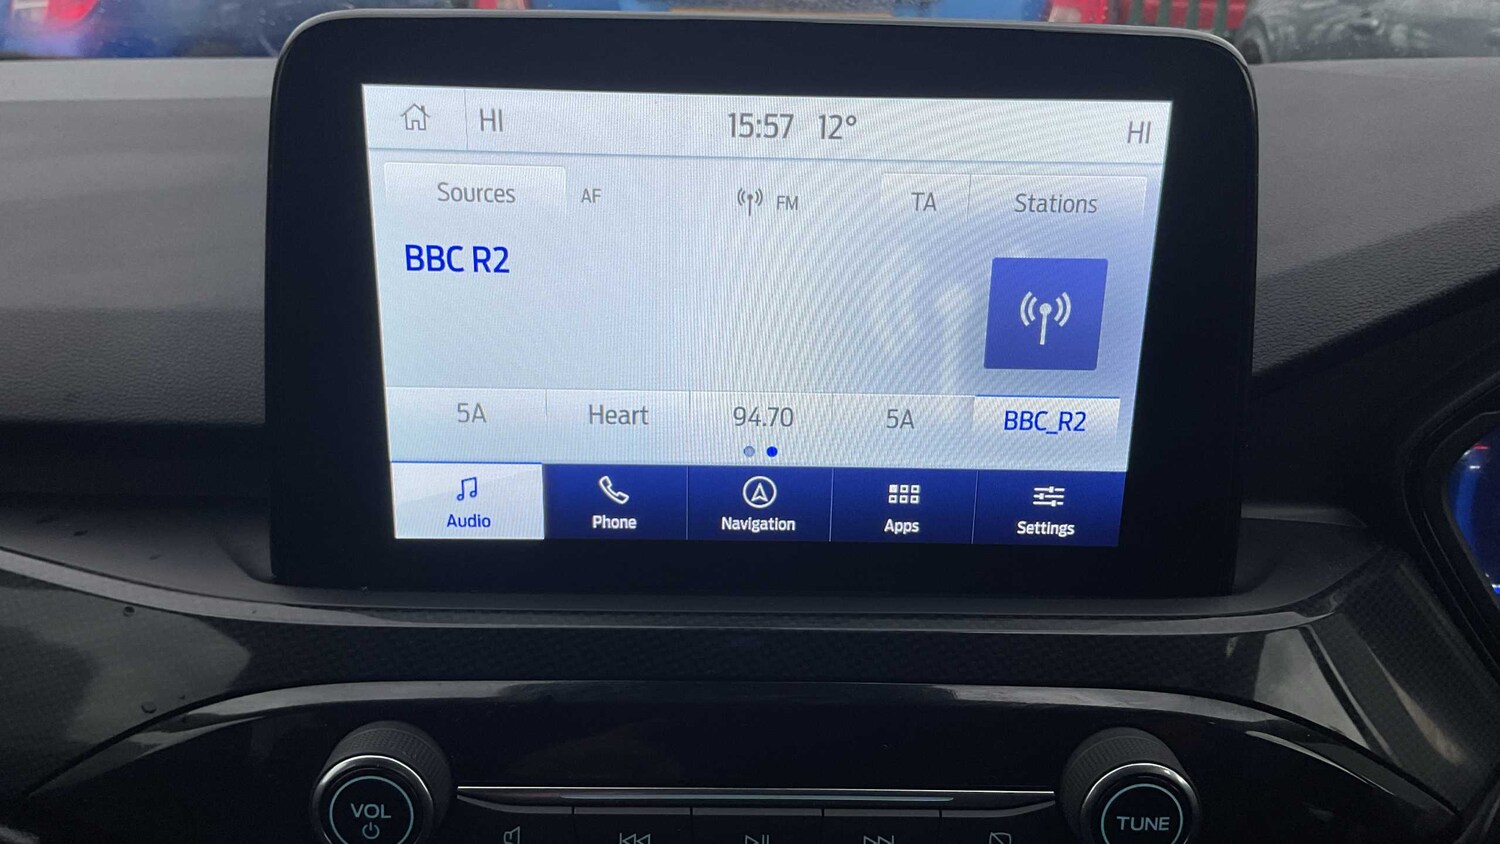 HI 15:57 12° HI
Sources AF FM TA Stations
BBC R2
5A Heart 94.70 5A BBC_R2
Audio Phone Navigation Apps Settings
VOL TUNE